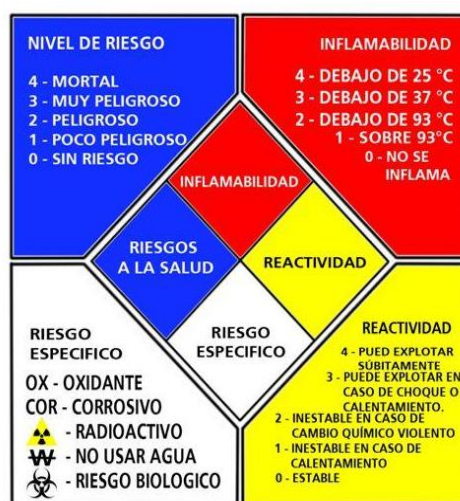 NIVEL DE RIESGO
4 - MORTAL
3 - MUY PELIGROSO
2 - PELIGROSO
1 - POCO PELIGROSO
0 - SIN RIESGO
INFLAMABILIDAD
4 - DEBAJO DE 25 °C
3 - DEBAJO DE 37 °C
2 - DEBAJO DE 93 °C
1 - SOBRE 93°C
0 - NO SE
INFLAMA
INFLAMABILIDAD
RIESGOS
A LA SALUD
REACTIVIDAD
RIESGO
ESPECIFICO
RIESGO
ESPECIFICO
OX - OXIDANTE
COR - CORROSIVO
- RADIOACTIVO
W - NO USAR AGUA
- RIESGO BIOLOGICO
REACTIVIDAD
4 - PUED EXPLOTAR
SÚBITAMENTE
3 - PUEDE EXPLOTAR EN
CASO DE CHOQUE O
CALENTAMIENTO.
2 - INESTABLE EN CASO DE
CAMBIO QUÍMICO VIOLENTO
1 - INESTABLE EN CASO DE
CALENTAMIENTO
0 - ESTABLE